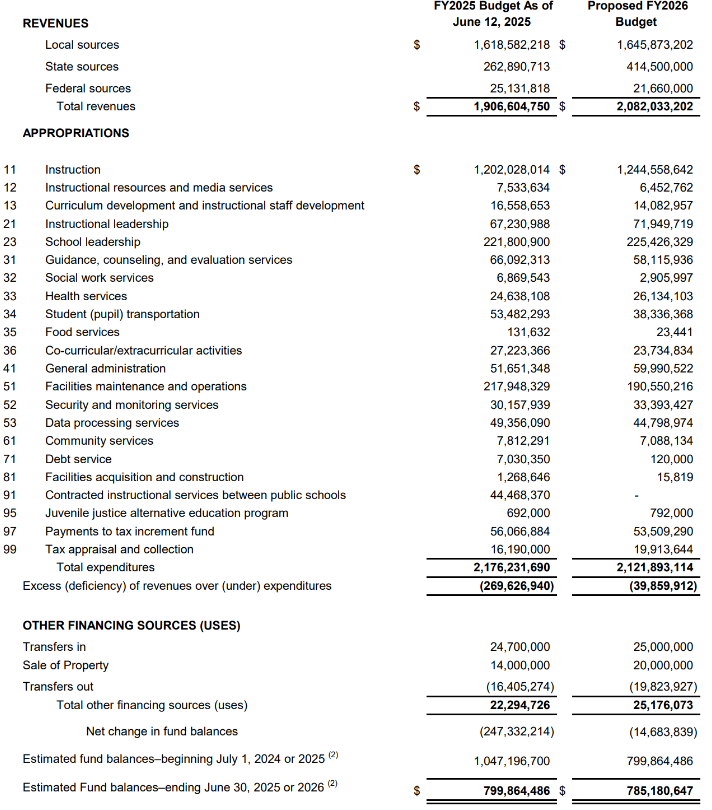 FY2025 Budget As of Proposed FY2026
REVENUES June 12, 2025 Budget
Local sources $ 1,618,582,218 $ 1,645,873,202
State sources 262,890,713 414,500,000
Federal sources 25,131,818 21,660,000
Total revenues $ 1,906,604,750 $ 2,082,033,202
APPROPRIATIONS
11 Instruction $ 1,202,028,014 $ 1,244,558,642
12 Instructional resources and media services 7,533,634 6,452,762
13 Curriculum development and instructional staff development 16,558,653 14,082,957
21 Instructional leadership 67,230,988 71,949,719
23 School leadership 221,800,900 225,426,329
31 Guidance, counseling, and evaluation services 66,092,313 58,115,936
32 Social work services 6,869,543 2,905,997
33 Health services 24,638,108 26,134,103
34 Student (pupil) transportation 53,482,293 38,336,368
35 Food services 131,632 23,441
36 Co-curricular/extracurricular activities 27,223,366 23,734,834
41 General administration 51,651,348 59,990,522
51 Facilities maintenance and operations 217,948,329 190,550,216
52 Security and monitoring services 30,157,939 33,393,427
53 Data processing services 49,356,090 44,798,974
61 Community services 7,812,291 7,088,134
71 Debt service 7,030,350 120,000
81 Facilities acquisition and construction 1,268,646 15,819
91 Contracted instructional services between public schools 44,468,370 -
95 Juvenile justice alternative education program 692,000 792,000
97 Payments to tax increment fund 56,066,884 53,509,290
99 Tax appraisal and collection 16,190,000 19,913,644
Total expenditures 2,176,231,690 2,121,893,114
Excess (deficiency) of revenues over (under) expenditures (269,626,940) (39,859,912)
OTHER FINANCING SOURCES (USES)
Transfers in 24,700,000 25,000,000
Sale of Property 14,000,000 20,000,000
Transfers out (16,405,274) (19,823,927)
Total other financing sources (uses) 22,294,726 25,176,073
Net change in fund balances (247,332,214) (14,683,839)
Estimated fund balances–beginning July 1, 2024 or 2025 (2) 1,047,196,700 799,864,486
Estimated Fund balances–ending June 30, 2025 or 2026 (2) $ 799,864,486 $ 785,180,647